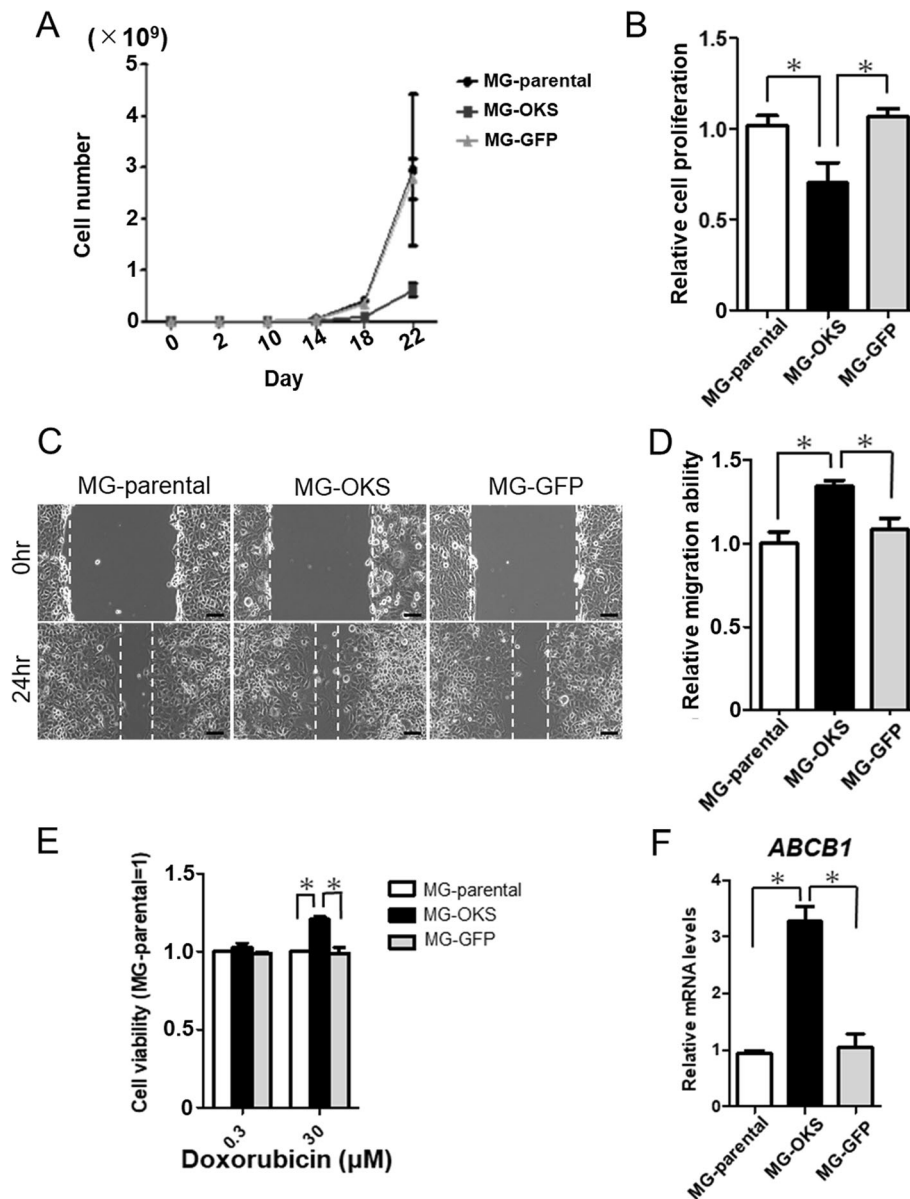 A
(×10⁹)
Cell number
5
4
3
2
1
0
0 2 10 14 18 22
Day
MG-parental
MG-OKS
MG-GFP
B
Relative cell proliferation
1.5
1.0
0.5
0
* *
MG-parental MG-OKS MG-GFP
C
MG-parental MG-OKS MG-GFP
0hr
24hr
D
Relative migration ability
1.5
1.0
0.5
0
* *
MG-parental MG-OKS MG-GFP
E
Cell viability (MG-parental=1)
1.5
1.0
0.5
0
* *
0.3 30
Doxorubicin (μM)
MG-parental
MG-OKS
MG-GFP
F
ABCB1
Relative mRNA levels
4
3
2
1
0
* *
MG-parental MG-OKS MG-GFP